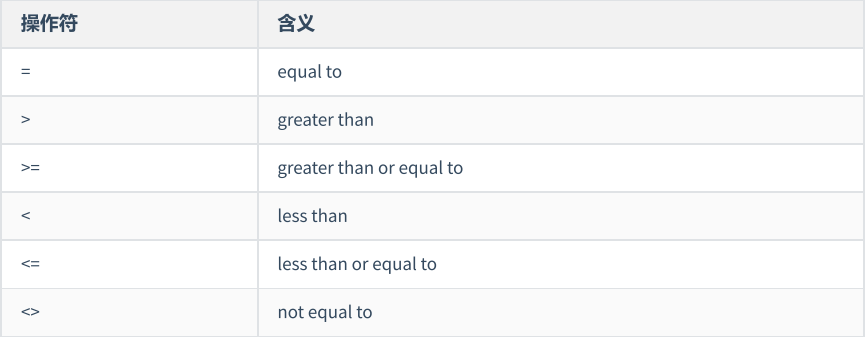 操作符 含义
= equal to
> greater than
>= greater than or equal to
< less than
<= less than or equal to
<> not equal to